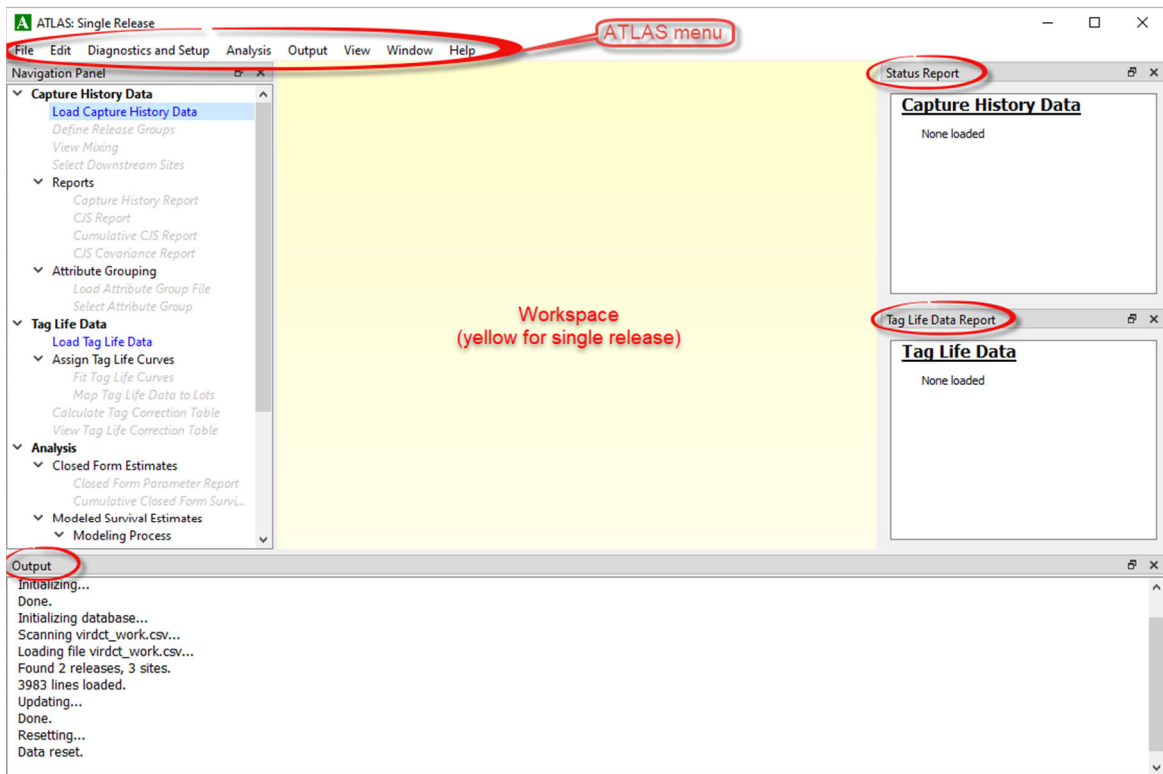 ATLAS: Single Release
File Edit Diagnostics and Setup Analysis Output View Window Help
ATLAS menu
Navigation Panel
Capture History Data
Load Capture History Data
Define Release Groups
View Mixing
Select Downstream Sites
Reports
Capture History Report
CJS Report
Cumulative CJS Report
CJS Covariance Report
Attribute Grouping
Load Attribute Group File
Select Attribute Group
Tag Life Data
Load Tag Life Data
Assign Tag Life Curves
Fit Tag Life Curves
Map Tag Life Data to Lots
Calculate Tag Correction Table
View Tag Life Correction Table
Analysis
Closed Form Estimates
Closed Form Parameter Report
Cumulative Closed Form Survi...
Modeled Survival Estimates
Modeling Process
Workspace
(yellow for single release)
Status Report
Capture History Data
None loaded
Tag Life Data Report
Tag Life Data
None loaded
Output
Initializing...
Done.
Initializing database...
Scanning virdct_work.csv...
Loading file virdct_work.csv...
Found 2 releases, 3 sites.
3983 lines loaded.
Updating...
Done.
Resetting...
Data reset.